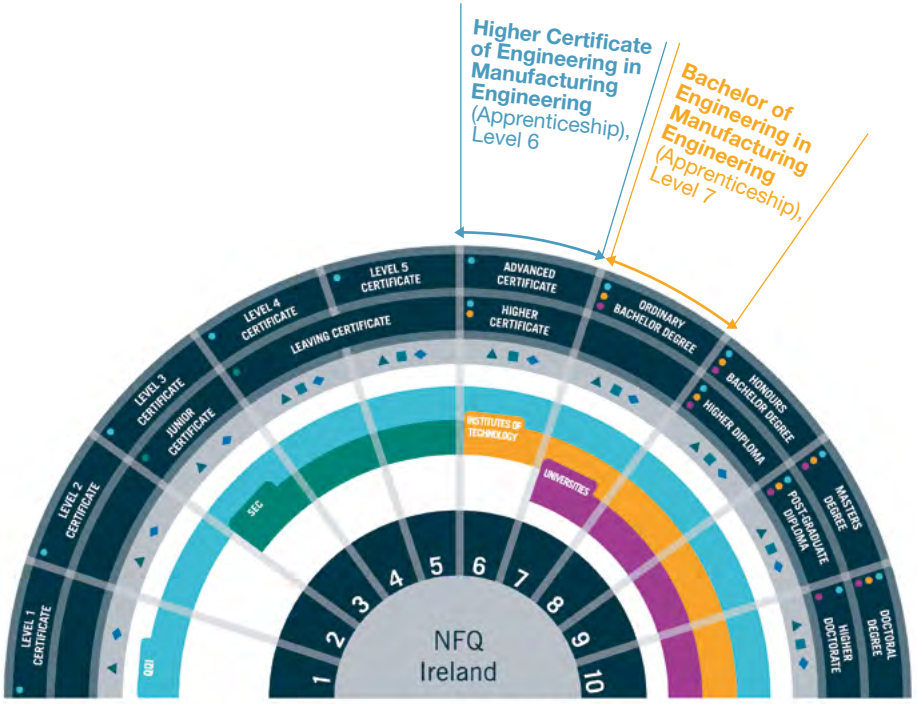 Higher Certificate
of Engineering in
Manufacturing
Engineering
(Apprenticeship),
Level 6
Bachelor of
Engineering in
Manufacturing
Engineering
(Apprenticeship),
Level 7
LEVEL 1
CERTIFICATE
LEVEL 2
CERTIFICATE
LEVEL 3
CERTIFICATE
LEVEL 4
CERTIFICATE
LEVEL 5
CERTIFICATE
ADVANCED
CERTIFICATE
ORDINARY
BACHELOR DEGREE
HONOURS
BACHELOR DEGREE
MASTERS
DEGREE
DOCTORAL
DEGREE
JUNIOR
CERTIFICATE
LEAVING CERTIFICATE
HIGHER
CERTIFICATE
HIGHER DIPLOMA
POST-GRADUATE
DIPLOMA
HIGHER
DOCTORATE
QQI
SEC
INSTITUTES OF
TECHNOLOGY
UNIVERSITIES
1
2
3
4
5
6
7
8
9
10
NFQ
Ireland